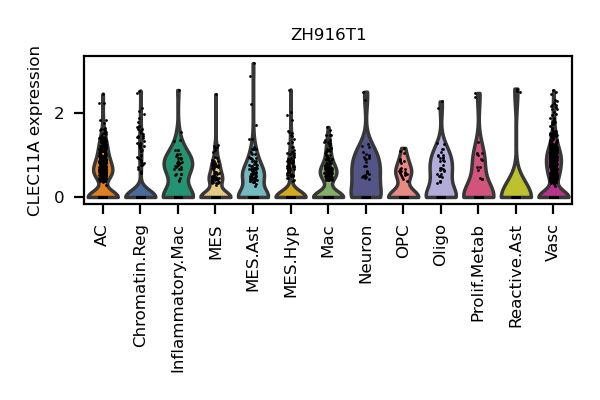 ZH916T1
CLEC11A expression
2
0
AC
Chromatin.Reg
Inflammatory.Mac
MES
MES.Ast
MES.Hyp
Mac
Neuron
OPC
Oligo
Prolif.Metab
Reactive.Ast
Vasc